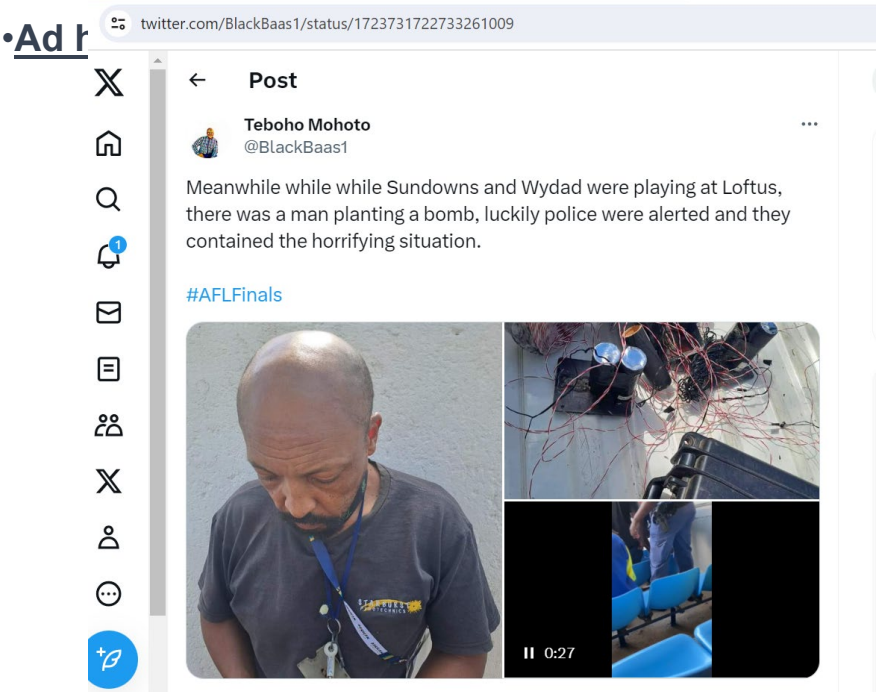 twitter.com/BlackBaas1/status/1723731722733261009
•Ad h
Post
Teboho Mohoto
@BlackBaas1
Meanwhile while while Sundowns and Wydad were playing at Loftus,
there was a man planting a bomb, luckily police were alerted and they
contained the horrifying situation.
#AFLFinals
1
0:27